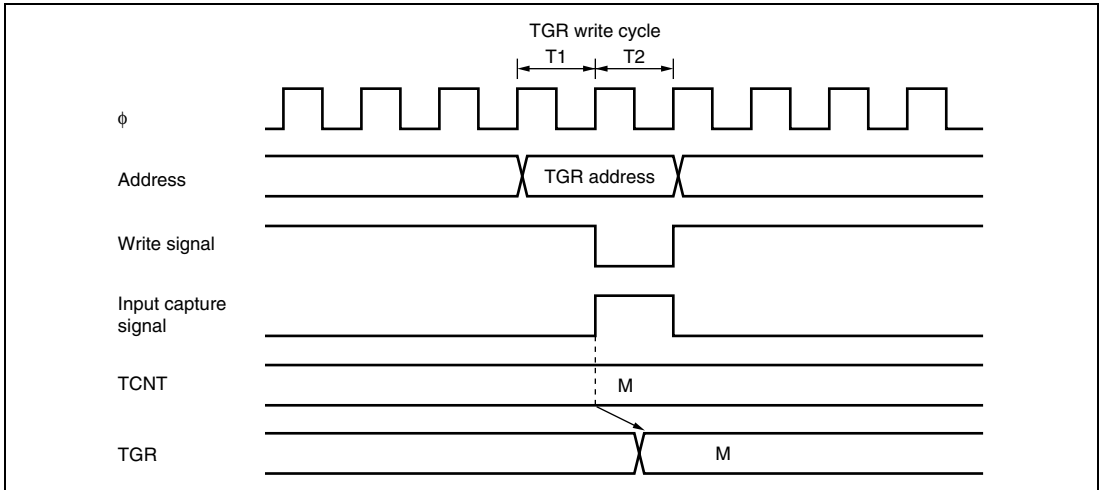 TGR write cycle
T1
T2
ϕ
Address
TGR address
Write signal
Input capture
signal
TCNT
M
TGR
M